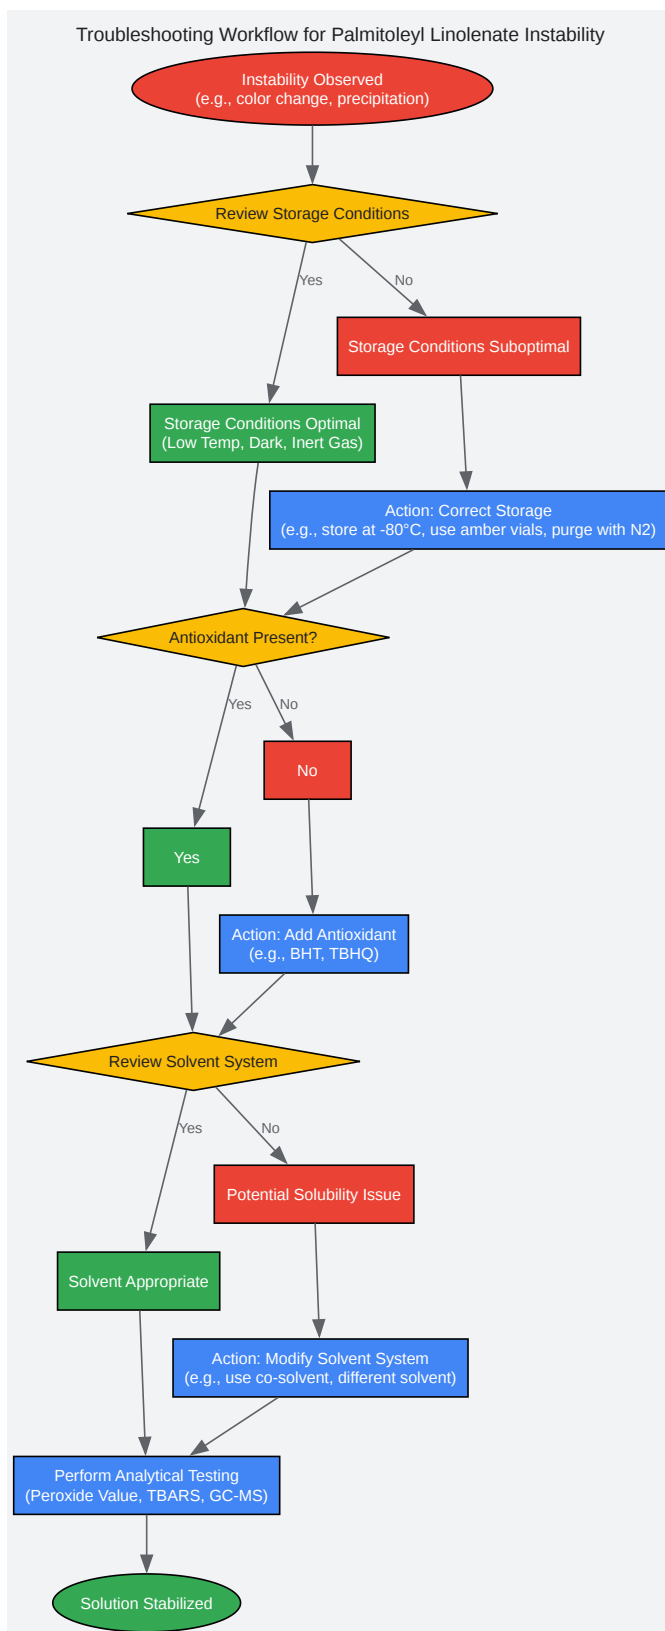 Troubleshooting Workflow for Palmitoleyl Linolenate Instability
Instability Observed
(e.g., color change, precipitation)
Review Storage Conditions
Yes
No
Storage Conditions Suboptimal
Storage Conditions Optimal
(Low Temp, Dark, Inert Gas)
Action: Correct Storage
(e.g., store at -80°C, use amber vials, purge with N2)
Antioxidant Present?
Yes
No
No
Yes
Action: Add Antioxidant
(e.g., BHT, TBHQ)
Review Solvent System
Yes
No
Potential Solubility Issue
Solvent Appropriate
Action: Modify Solvent System
(e.g., use co-solvent, different solvent)
Perform Analytical Testing
(Peroxide Value, TBARS, GC-MS)
Solution Stabilized